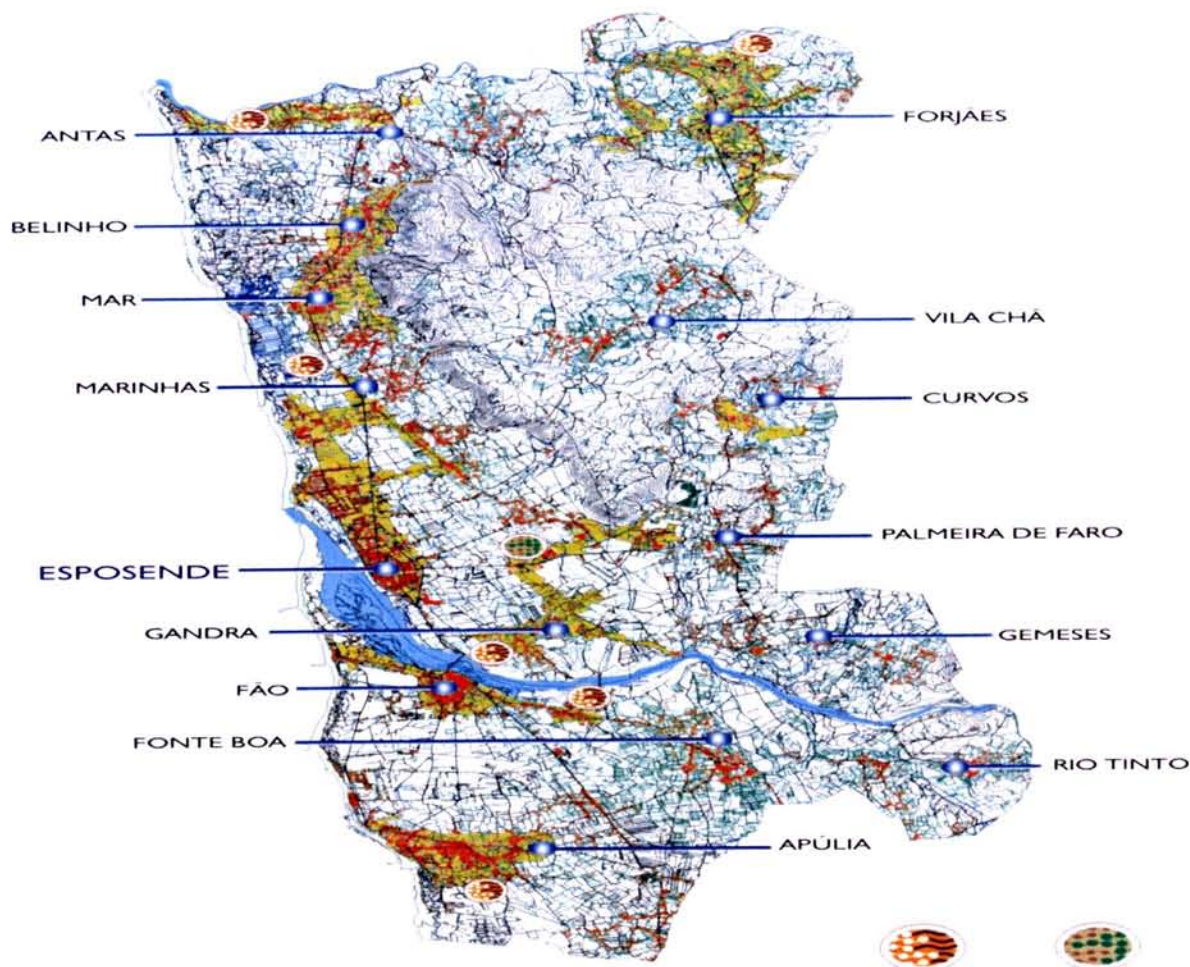 FORJÁES
ANTAS
BELINHO
MAR
VILA CHÃ
MARINHAS
CURVOS
PALMEIRA DE FARO
ESPOSENDE
GANDRA
GEMESES
FÃO
FONTE BOA
RIO TINTO
APÚLIA